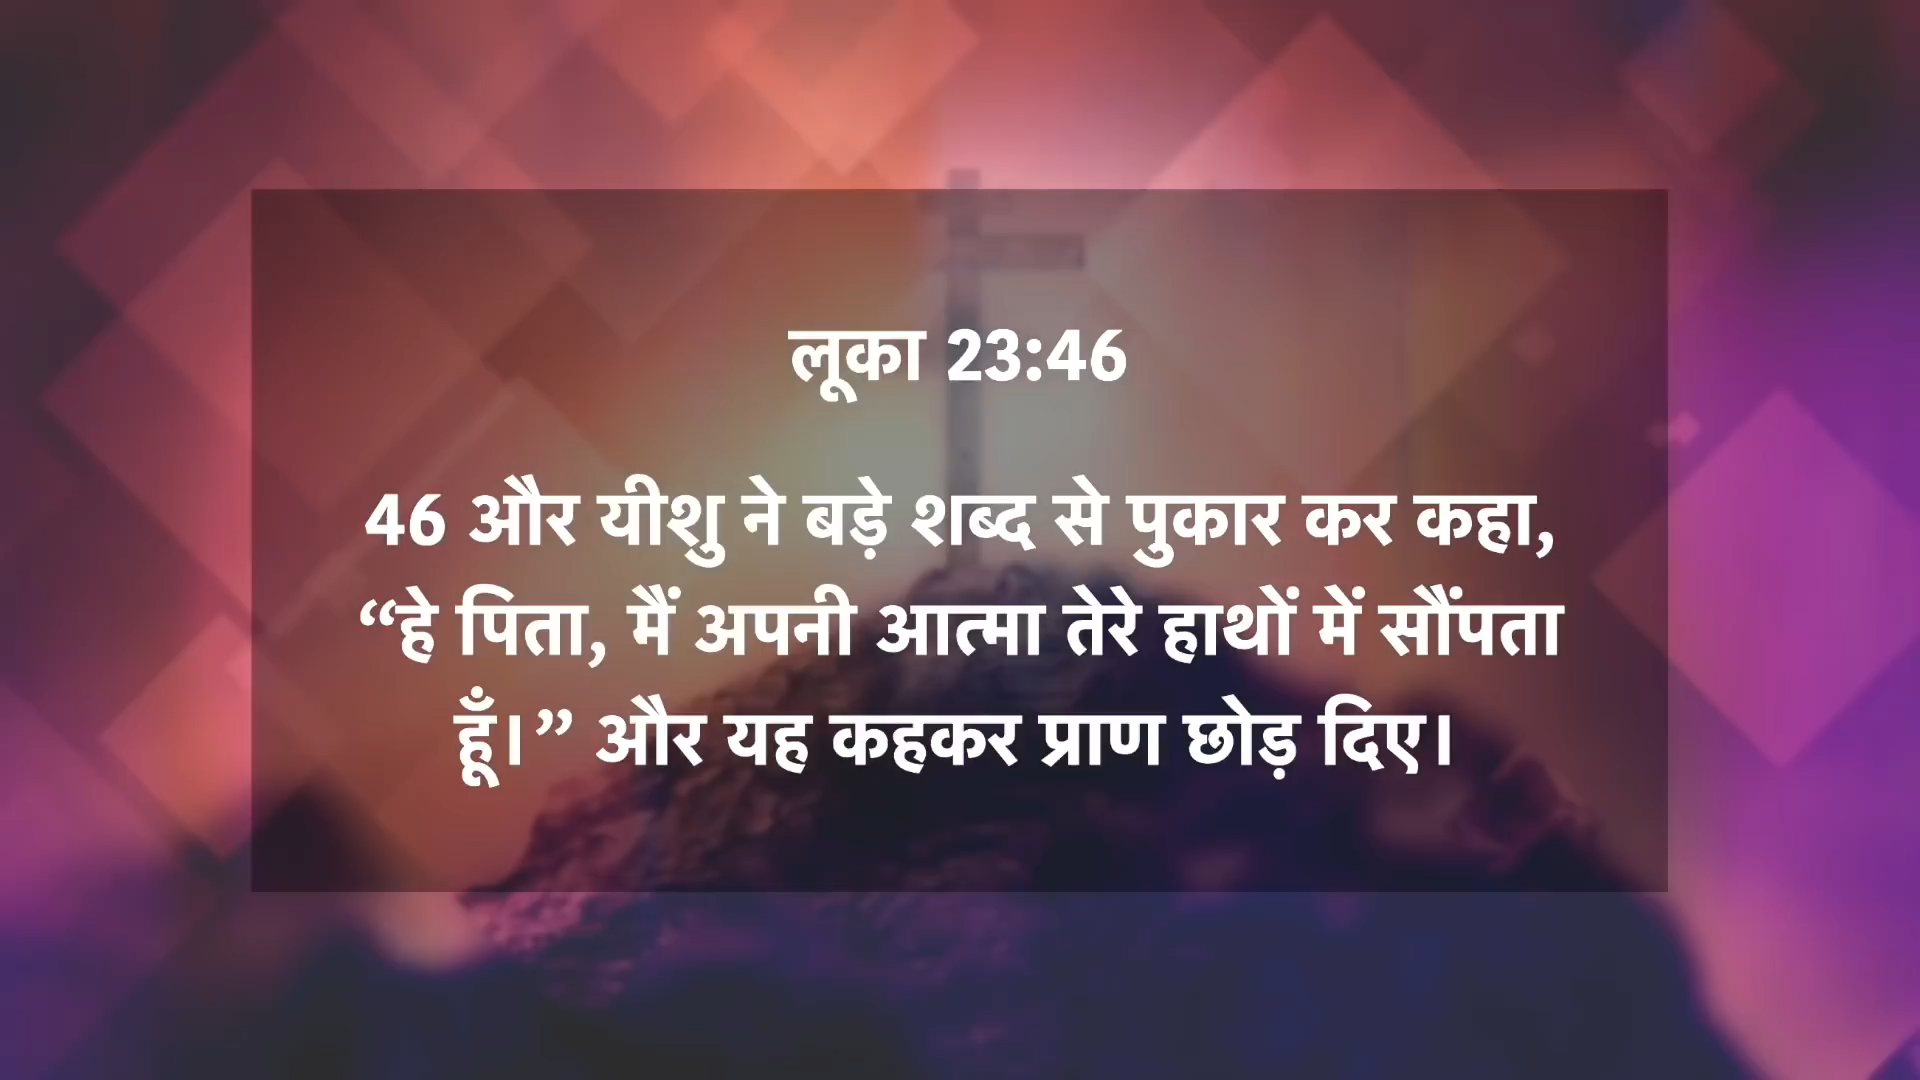 लूका 23:46
46 और यीशु ने बड़े शब्द से पुकार कर कहा,
“हे पिता, मैं अपनी आत्मा तेरे हाथों में सौंपता
हूँ।” और यह कहकर प्राण छोड़ दिए।